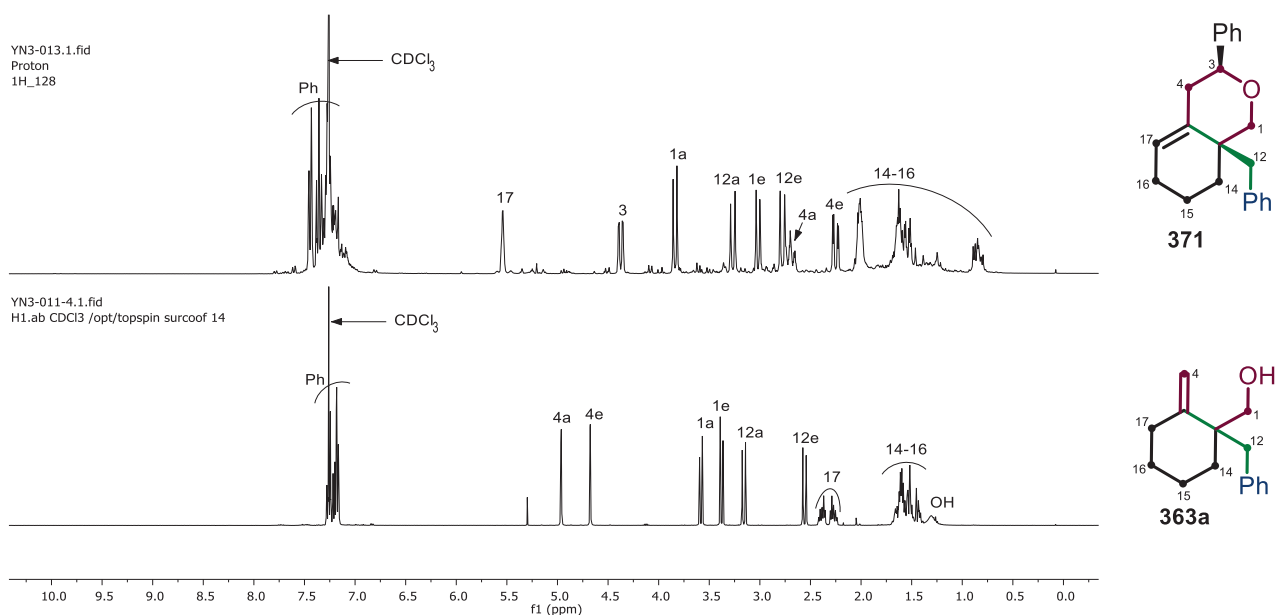 YN3-013.1.fid
Proton
1H_128
CDCl3
Ph
17
3
1a
12a
1e
12e
4a
4e
14-16
Ph
3
4
O
1
17
12
16
14
15
Ph
371
YN3-011-4.1.fid
H1.ab CDCl3 /opt/topspin surcoof 14
CDCl3
Ph
4a
4e
1a
1e
12a
12e
17
14-16
OH
4
OH
1
17
12
16
14
15
Ph
363a
10.0 9.5 9.0 8.5 8.0 7.5 7.0 6.5 6.0 5.5 5.0 4.5 4.0 3.5 3.0 2.5 2.0 1.5 1.0 0.5 0.0
f1 (ppm)